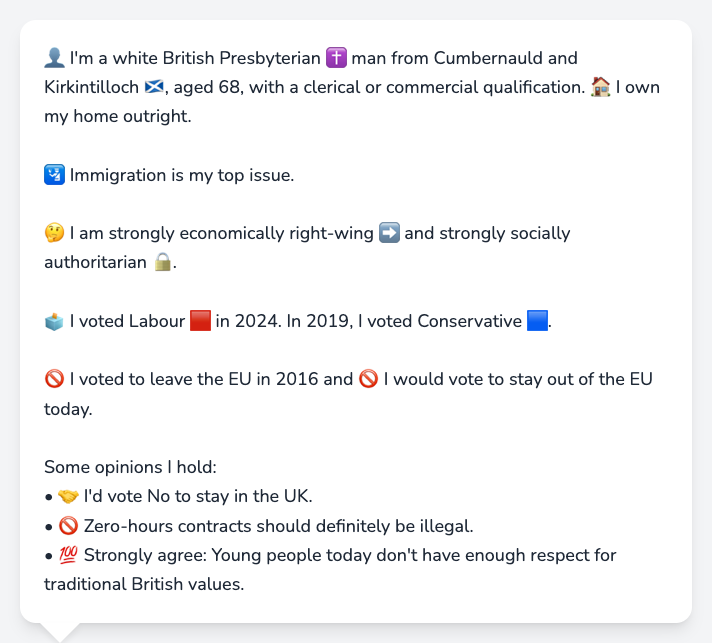 👤 I'm a white British Presbyterian ✝️ man from Cumbernauld and
Kirkintilloch 🏴󠁧󠁢󠁳󠁣󠁴󠁿, aged 68, with a clerical or commercial qualification. 🏠 I own
my home outright.
🛂 Immigration is my top issue.
🤔 I am strongly economically right-wing ➡️ and strongly socially
authoritarian 🔒.
🗳️ I voted Labour 🟥 in 2024. In 2019, I voted Conservative 🟦.
🚫 I voted to leave the EU in 2016 and 🚫 I would vote to stay out of the EU
today.
Some opinions I hold:
• 🤝 I'd vote No to stay in the UK.
• 🚫 Zero-hours contracts should definitely be illegal.
• 💯 Strongly agree: Young people today don't have enough respect for
traditional British values.